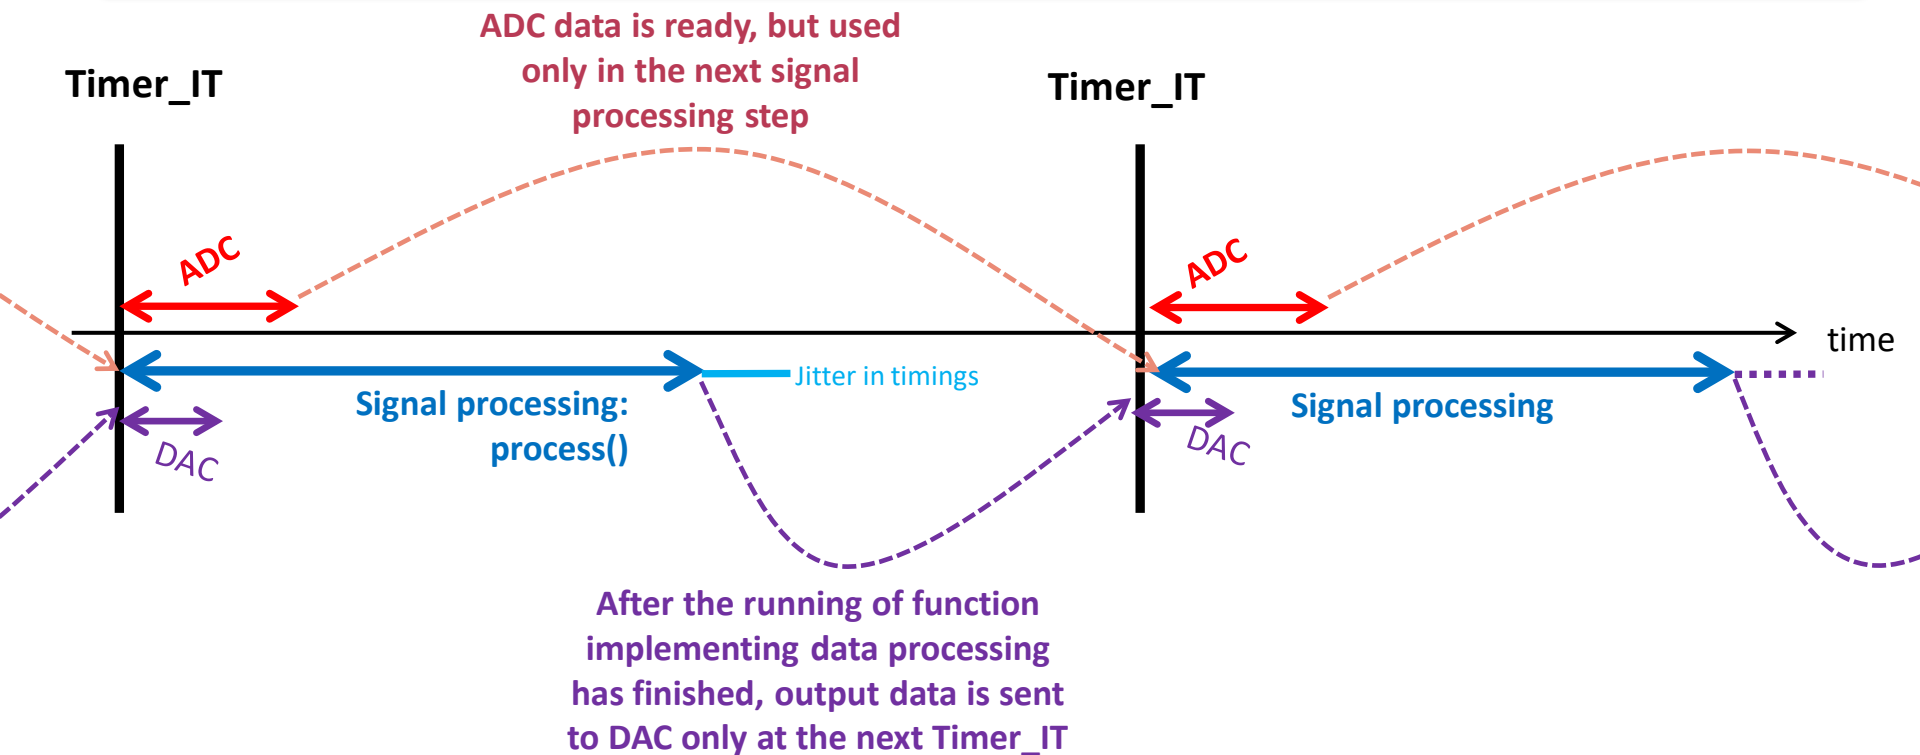 ADC data is ready, but used
only in the next signal
processing step
Timer_IT
Timer_IT
ADC
ADC
time
Jitter in timings
Signal processing:
process()
Signal processing
DAC
DAC
After the running of function
implementing data processing
has finished, output data is sent
to DAC only at the next Timer_IT